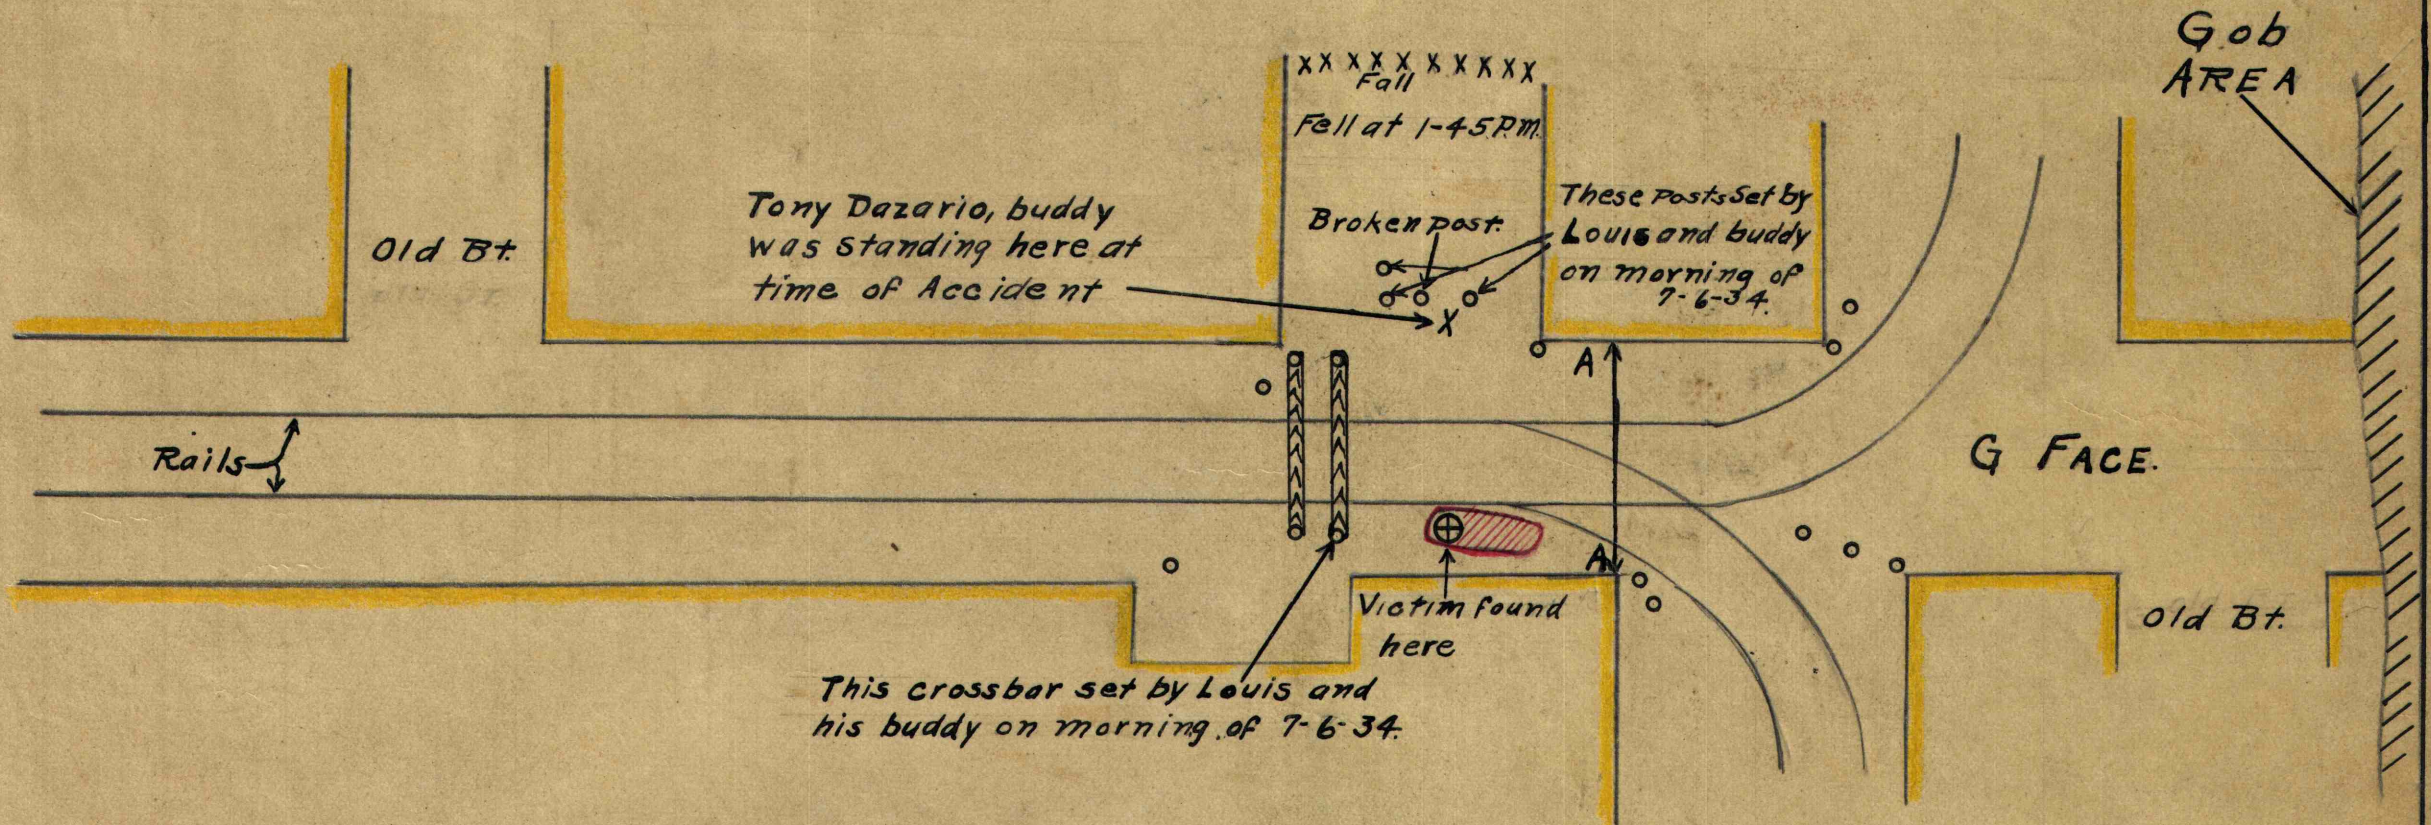 Gob
AREA
x x x x x x x x x x
Fall
Fell at 1-45 P.m.
Tony Dazario, buddy
was standing here at
time of Accident
Old Bt.
Broken post.
These posts set by
Louis and buddy
on morning of
7-6-34.
X
A
Rails
G FACE.
A
Victim found
here
Old Bt.
This crossbar set by Louis and
his buddy on morning of 7-6-34.